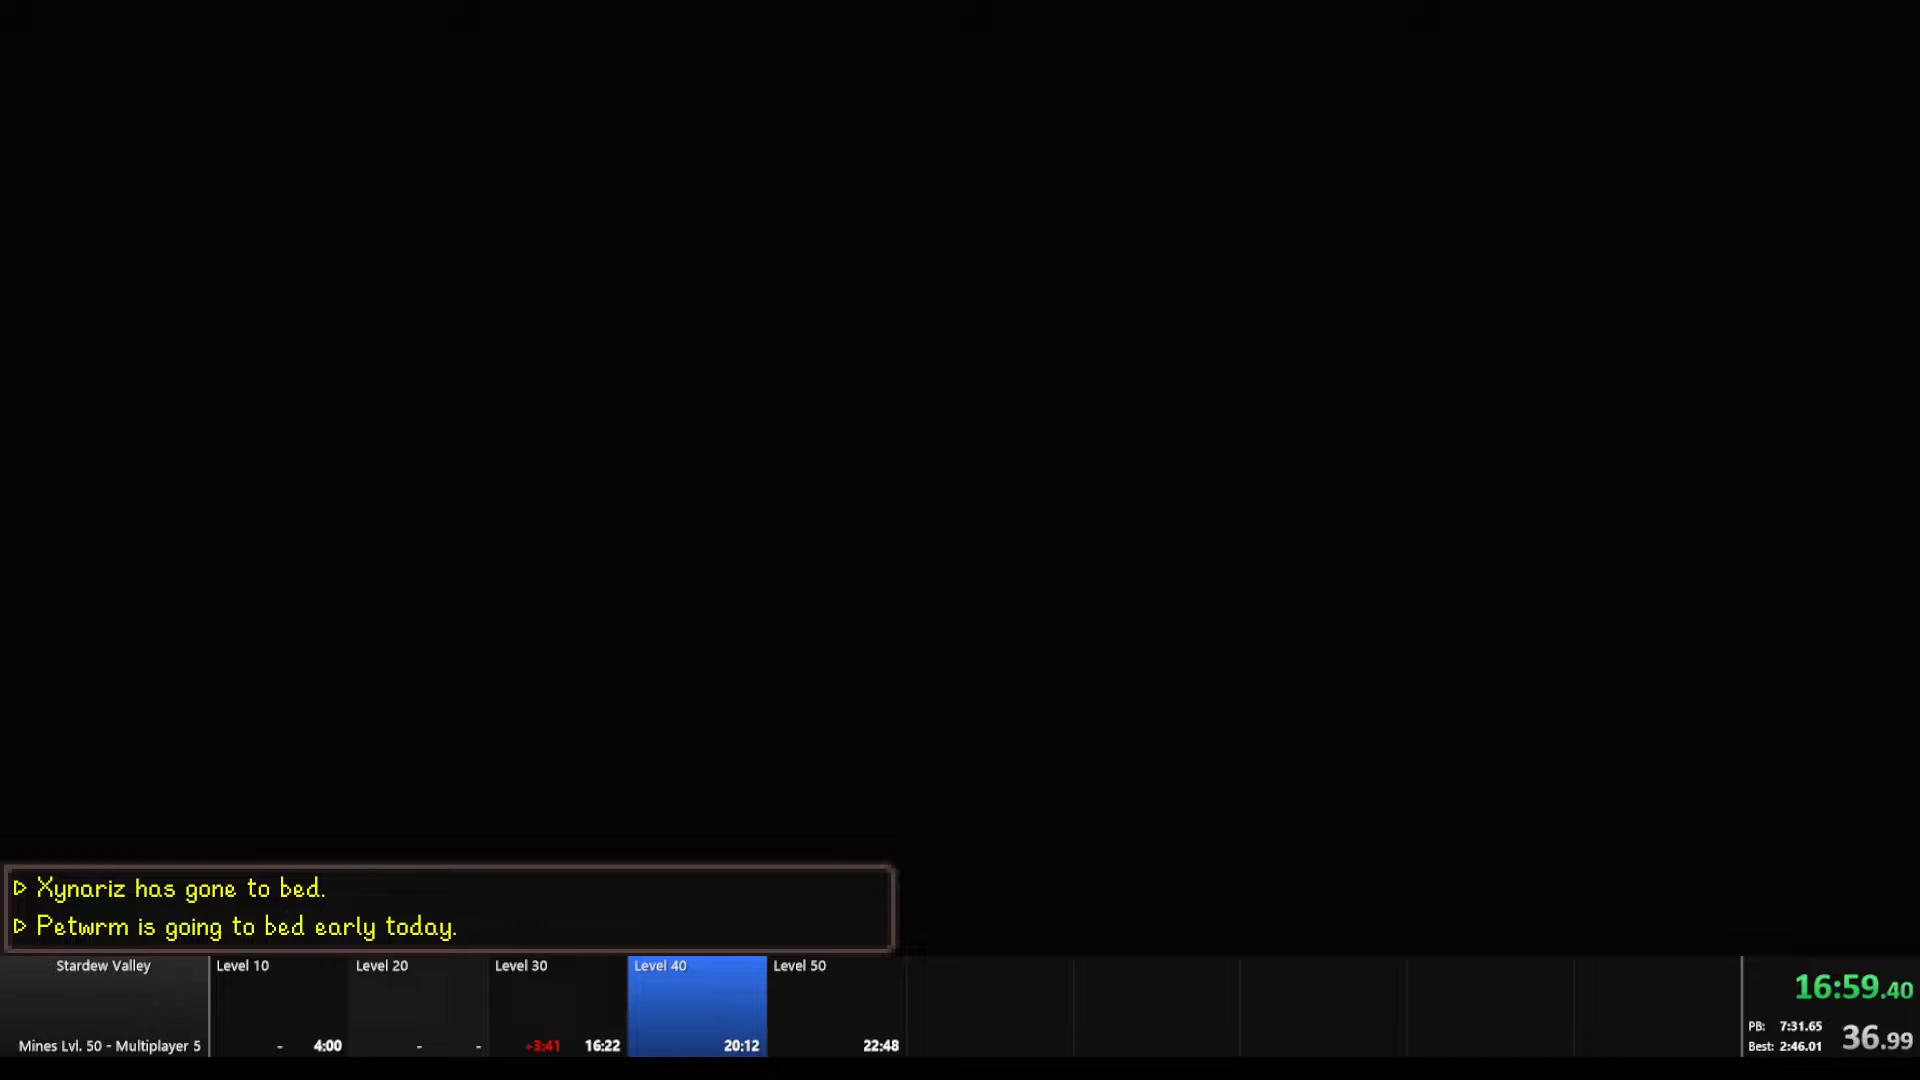 ▷ Xynariz has gone to bed.
▷ Petwrm is going to bed early today.
Stardew Valley
Mines Lvl. 50 - Multiplayer 5
Level 10
- 4:00
Level 20
- -
Level 30
+3:41 16:22
Level 40
20:12
Level 50
22:48
16:59.40
PB: 7:31.65
Best: 2:46.01
36.99